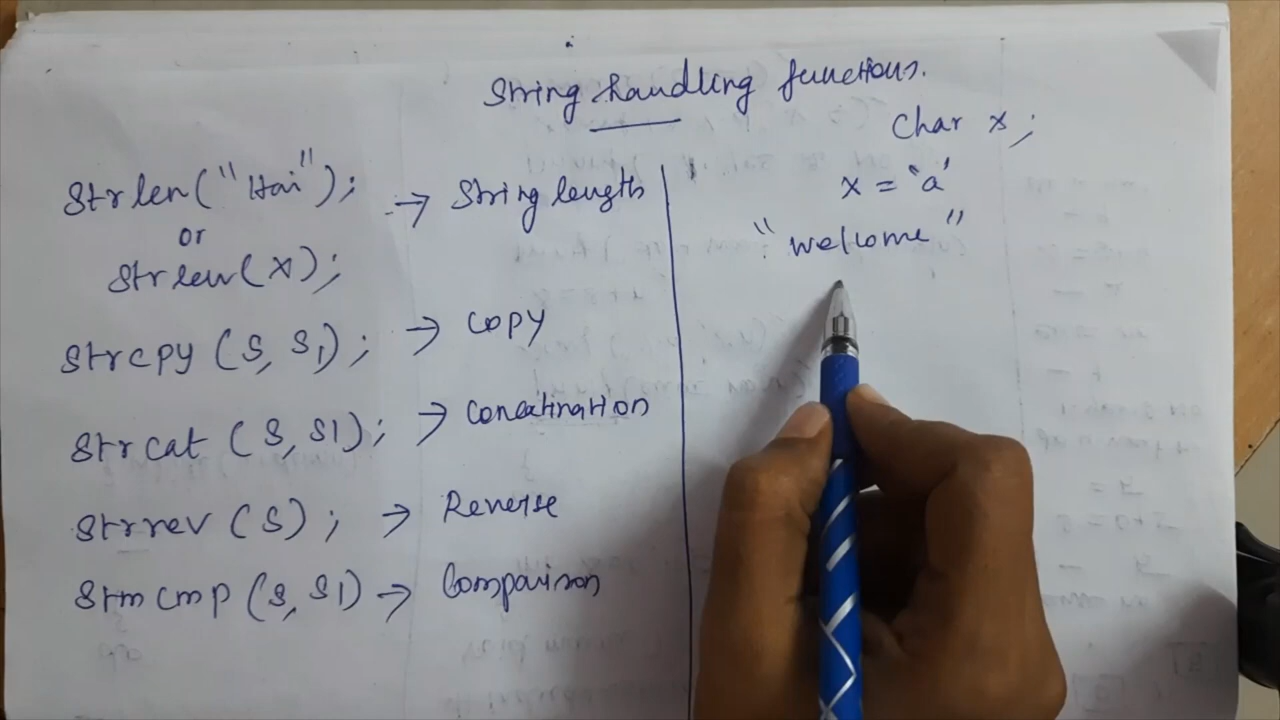 String handling functions.
Strlen("Hai"); → String length
or
Strlen(x);
Strcpy (S, S1); → Copy
Strcat (S, S1); → Concatination
Strrev (S); → Reverse
Strmcmp (S, S1) → Comparison
Char x;
x = 'a'
"welcome"